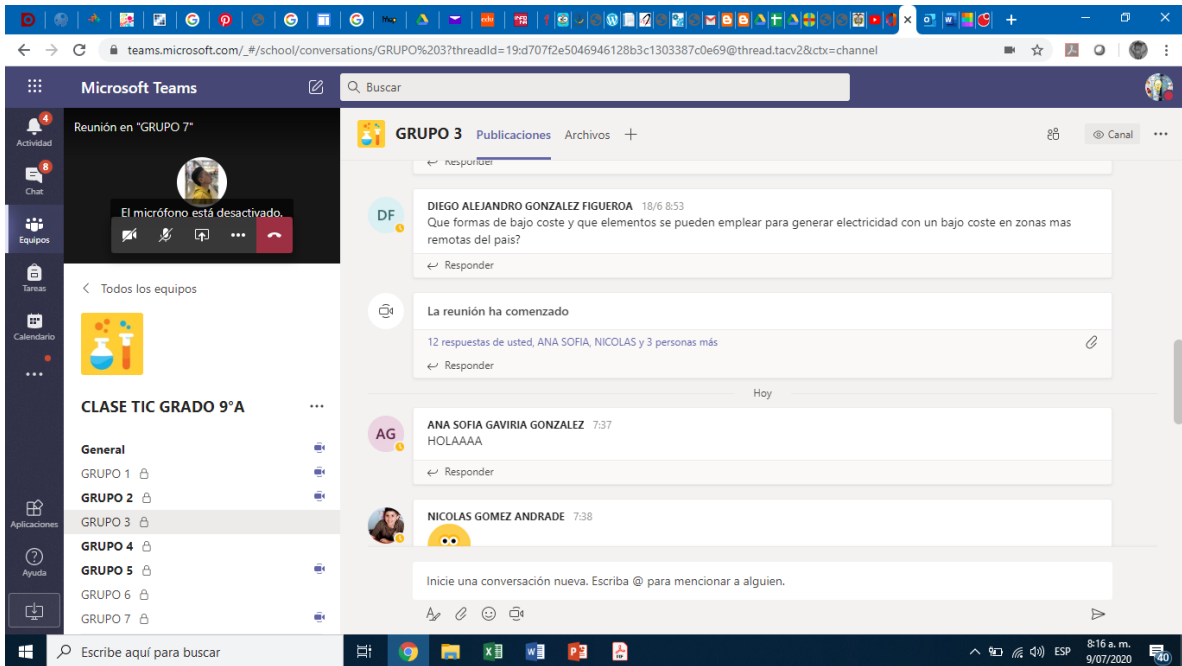 teams.microsoft.com/_#/school/conversations/GRUPO%203?threadId=19:d707f2e5046946128b3c1303387c0e69@thread.tacv2&ctx=channel
Microsoft Teams
Buscar
4
Actividad
8
Chat
Equipos
Tareas
Calendario
Aplicaciones
Ayuda
Reunión en "GRUPO 7"
El micrófono está desactivado.
Todos los equipos
CLASE TIC GRADO 9°A
General
GRUPO 1
GRUPO 2
GRUPO 3
GRUPO 4
GRUPO 5
GRUPO 6
GRUPO 7
GRUPO 3 Publicaciones Archivos
Canal
Responder
DF
DIEGO ALEJANDRO GONZALEZ FIGUEROA 18/6 8:53
Que formas de bajo coste y que elementos se pueden emplear para generar electricidad con un bajo coste en zonas mas
remotas del pais?
Responder
La reunión ha comenzado
12 respuestas de usted, ANA SOFIA, NICOLAS y 3 personas más
Responder
Hoy
AG
ANA SOFIA GAVIRIA GONZALEZ 7:37
HOLAAAA
Responder
NICOLAS GOMEZ ANDRADE 7:38
Inicie una conversación nueva. Escriba @ para mencionar a alguien.
Escribe aquí para buscar
ESP
8:16 a. m.
9/07/2020
40